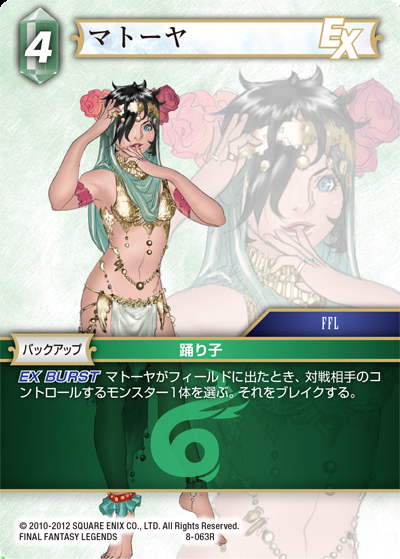 4
マトーヤ
EX
FFL
バックアップ
踊り子
EX BURST マトーヤがフィールドに出たとき、対戦相手のコ
ントロールするモンスター1体を選ぶ。それをブレイクする。
© 2010-2012 SQUARE ENIX CO., LTD. All Rights Reserved.
FINAL FANTASY LEGENDS 8-063R